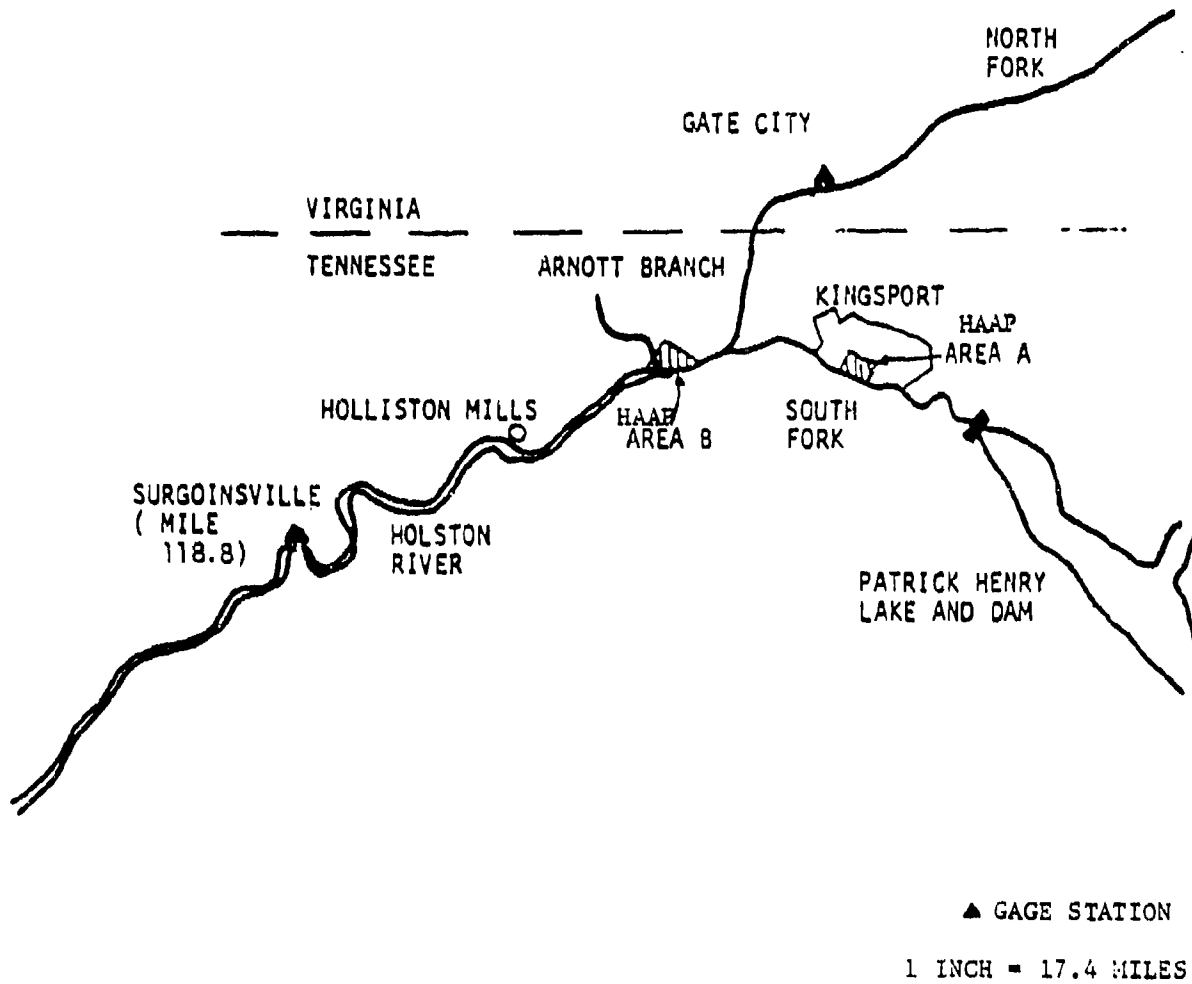 NORTH
FORK
GATE CITY
VIRGINIA
TENNESSEE
ARNOTT BRANCH
KINGSPORT
HAAP
AREA A
HOLLISTON MILLS
HAAP
AREA B
SOUTH
FORK
SURGOINSVILLE
( MILE
118.8)
HOLSTON
RIVER
PATRICK HENRY
LAKE AND DAM
▲ GAGE STATION
1 INCH = 17.4 MILES